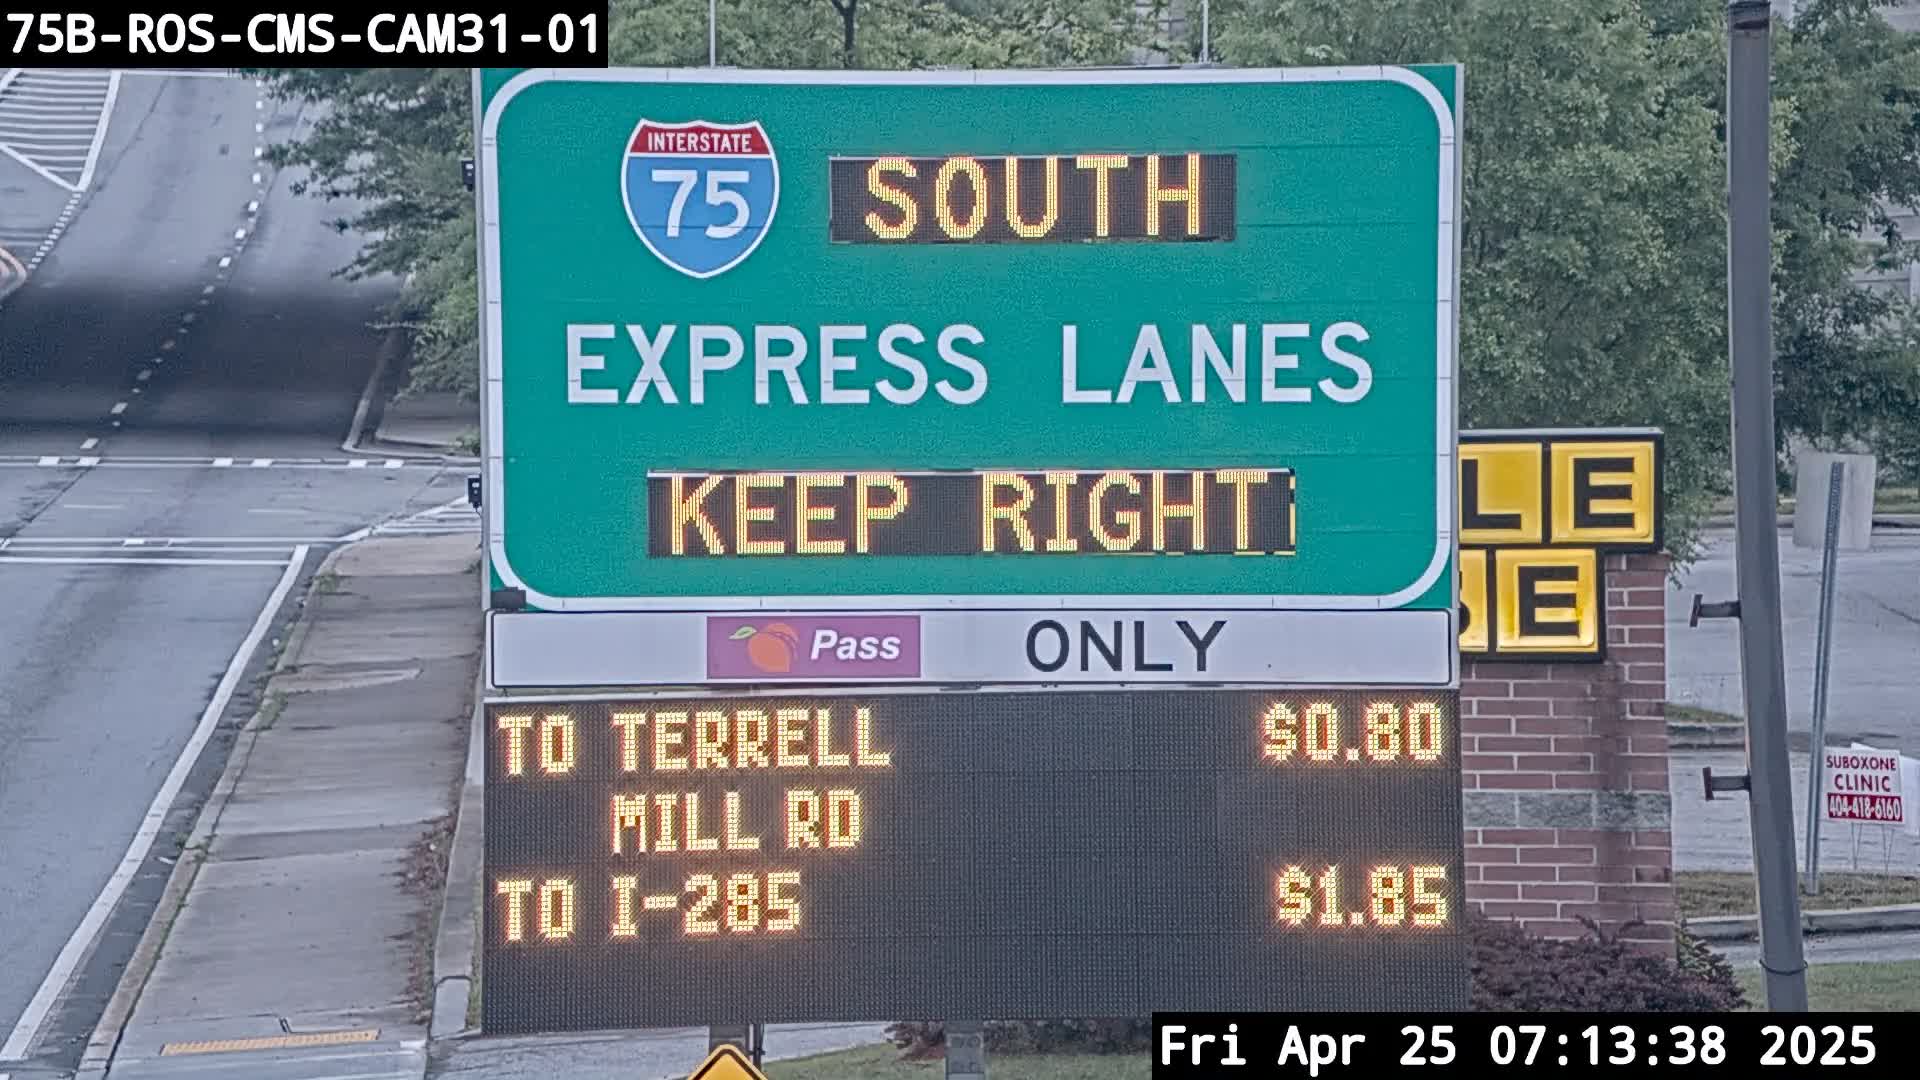 75B-ROS-CMS-CAM31-01
INTERSTATE
75
SOUTH
EXPRESS LANES
KEEP RIGHT
Pass ONLY
TO TERRELL $0.80
MILL RD
TO I-285 $1.85
LE
E
SUBOXONE
CLINIC
404-418-6160
Fri Apr 25 07:13:38 2025